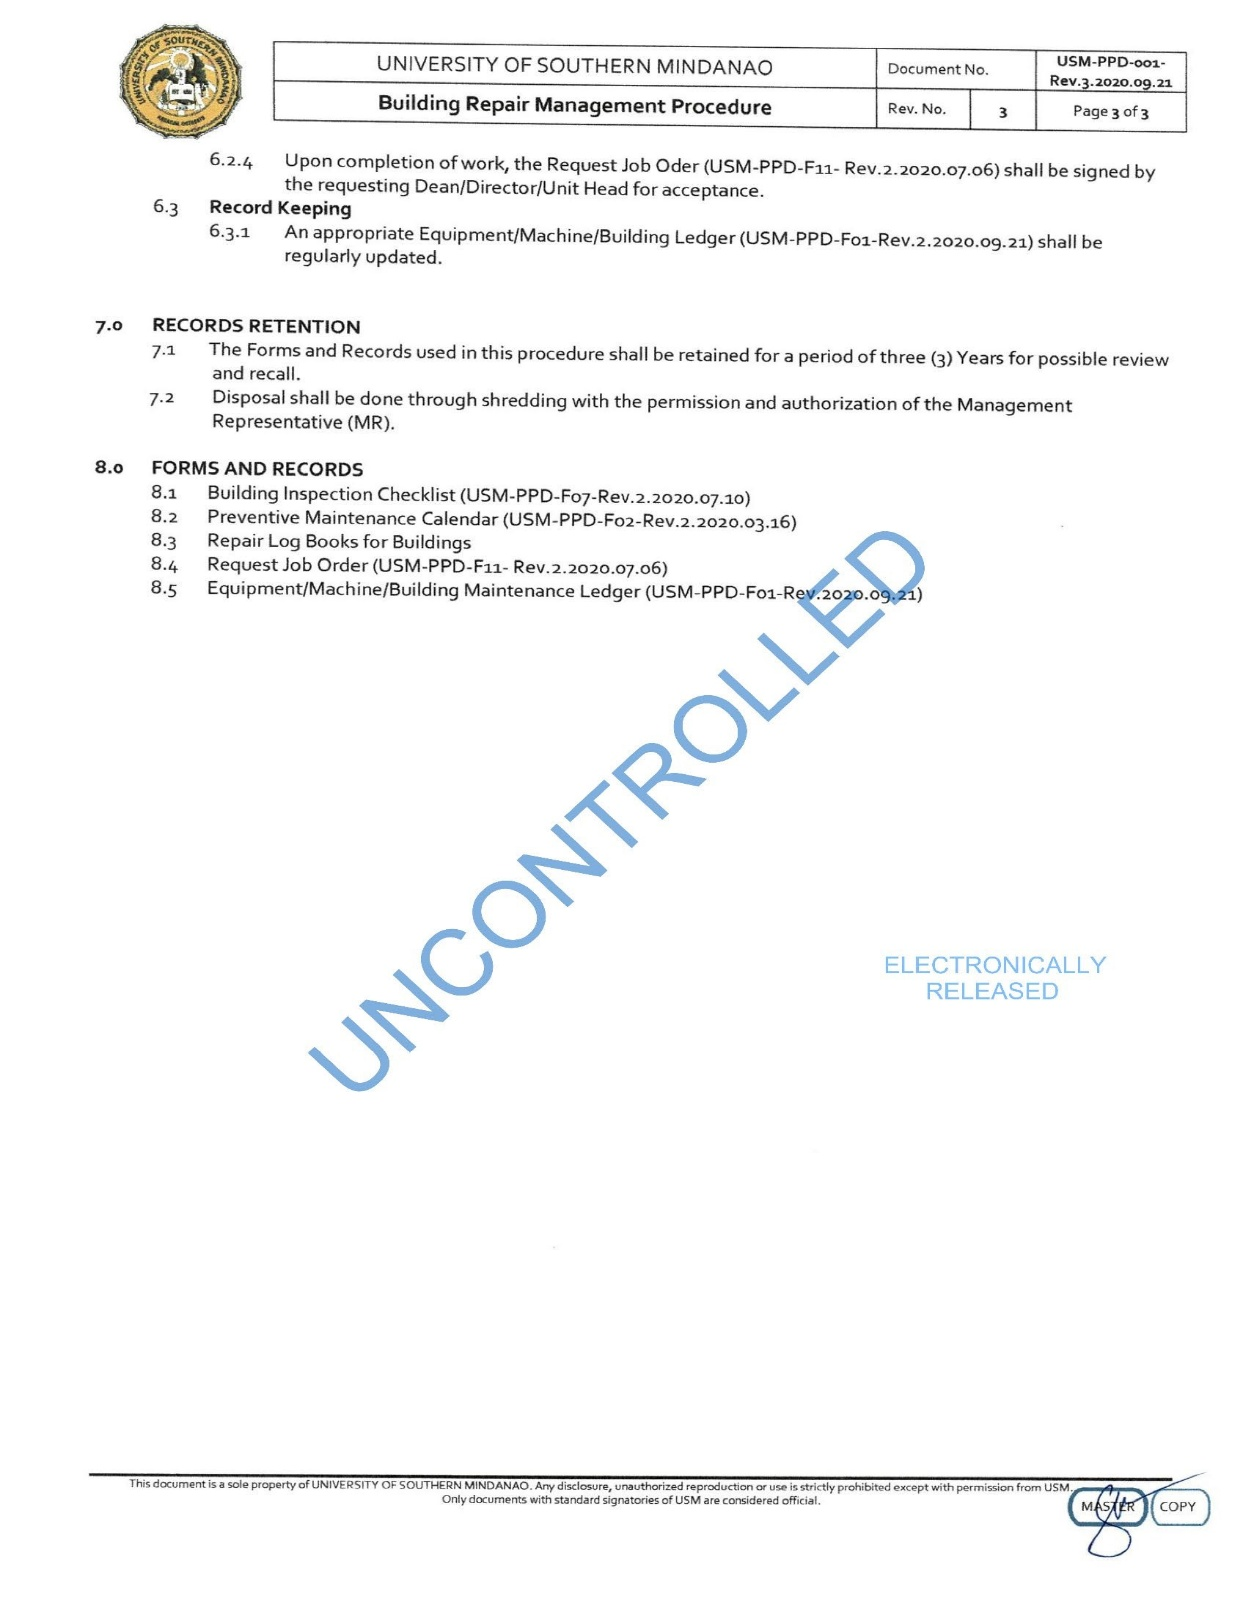 UNIVERSITY OF SOUTHERN MINDANAO
UNIVERSITY OF SOUTHERN MINDANAO
Document No.
USM-PPD-001-
Rev.3.2020.09.21
Building Repair Management Procedure
Rev. No.
3
Page 3 of 3
6.2.4 Upon completion of work, the Request Job Oder (USM-PPD-F11- Rev.2.2020.07.06) shall be signed by
the requesting Dean/Director/Unit Head for acceptance.
6.3 Record Keeping
6.3.1 An appropriate Equipment/Machine/Building Ledger (USM-PPD-F01-Rev.2.2020.09.21) shall be
regularly updated.
7.0 RECORDS RETENTION
7.1 The Forms and Records used in this procedure shall be retained for a period of three (3) Years for possible review
and recall.
7.2 Disposal shall be done through shredding with the permission and authorization of the Management
Representative (MR).
8.0 FORMS AND RECORDS
8.1 Building Inspection Checklist (USM-PPD-F07-Rev.2.2020.07.10)
8.2 Preventive Maintenance Calendar (USM-PPD-F02-Rev.2.2020.03.16)
8.3 Repair Log Books for Buildings
8.4 Request Job Order (USM-PPD-F11- Rev.2.2020.07.06)
8.5 Equipment/Machine/Building Maintenance Ledger (USM-PPD-F01-Rev.2020.09.21)
UNCONTROLLED
ELECTRONICALLY
RELEASED
This document is a sole property of UNIVERSITY OF SOUTHERN MINDANAO. Any disclosure, unauthorized reproduction or use is strictly prohibited except with permission from USM.
Only documents with standard signatories of USM are considered official.
MASTER COPY